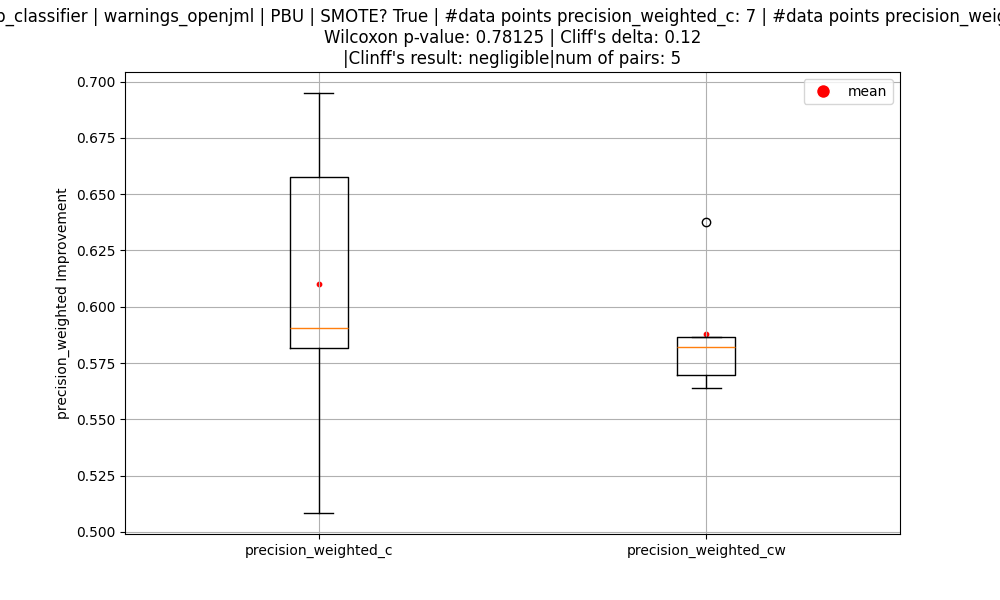 _classifier | warnings_openjml | PBU | SMOTE? True | #data points precision_weighted_c: 7 | #data points
Wilcoxon p-value: 0.78125 | Cliff's delta: 0.12
|Clinff's result: negligible|num of pairs: 5
mean
0.700
0.675
0.650
0.625
0.600
0.575
0.550
0.525
0.500
precision_weighted Improvement
precision_weighted_c
precision_weighted_cw